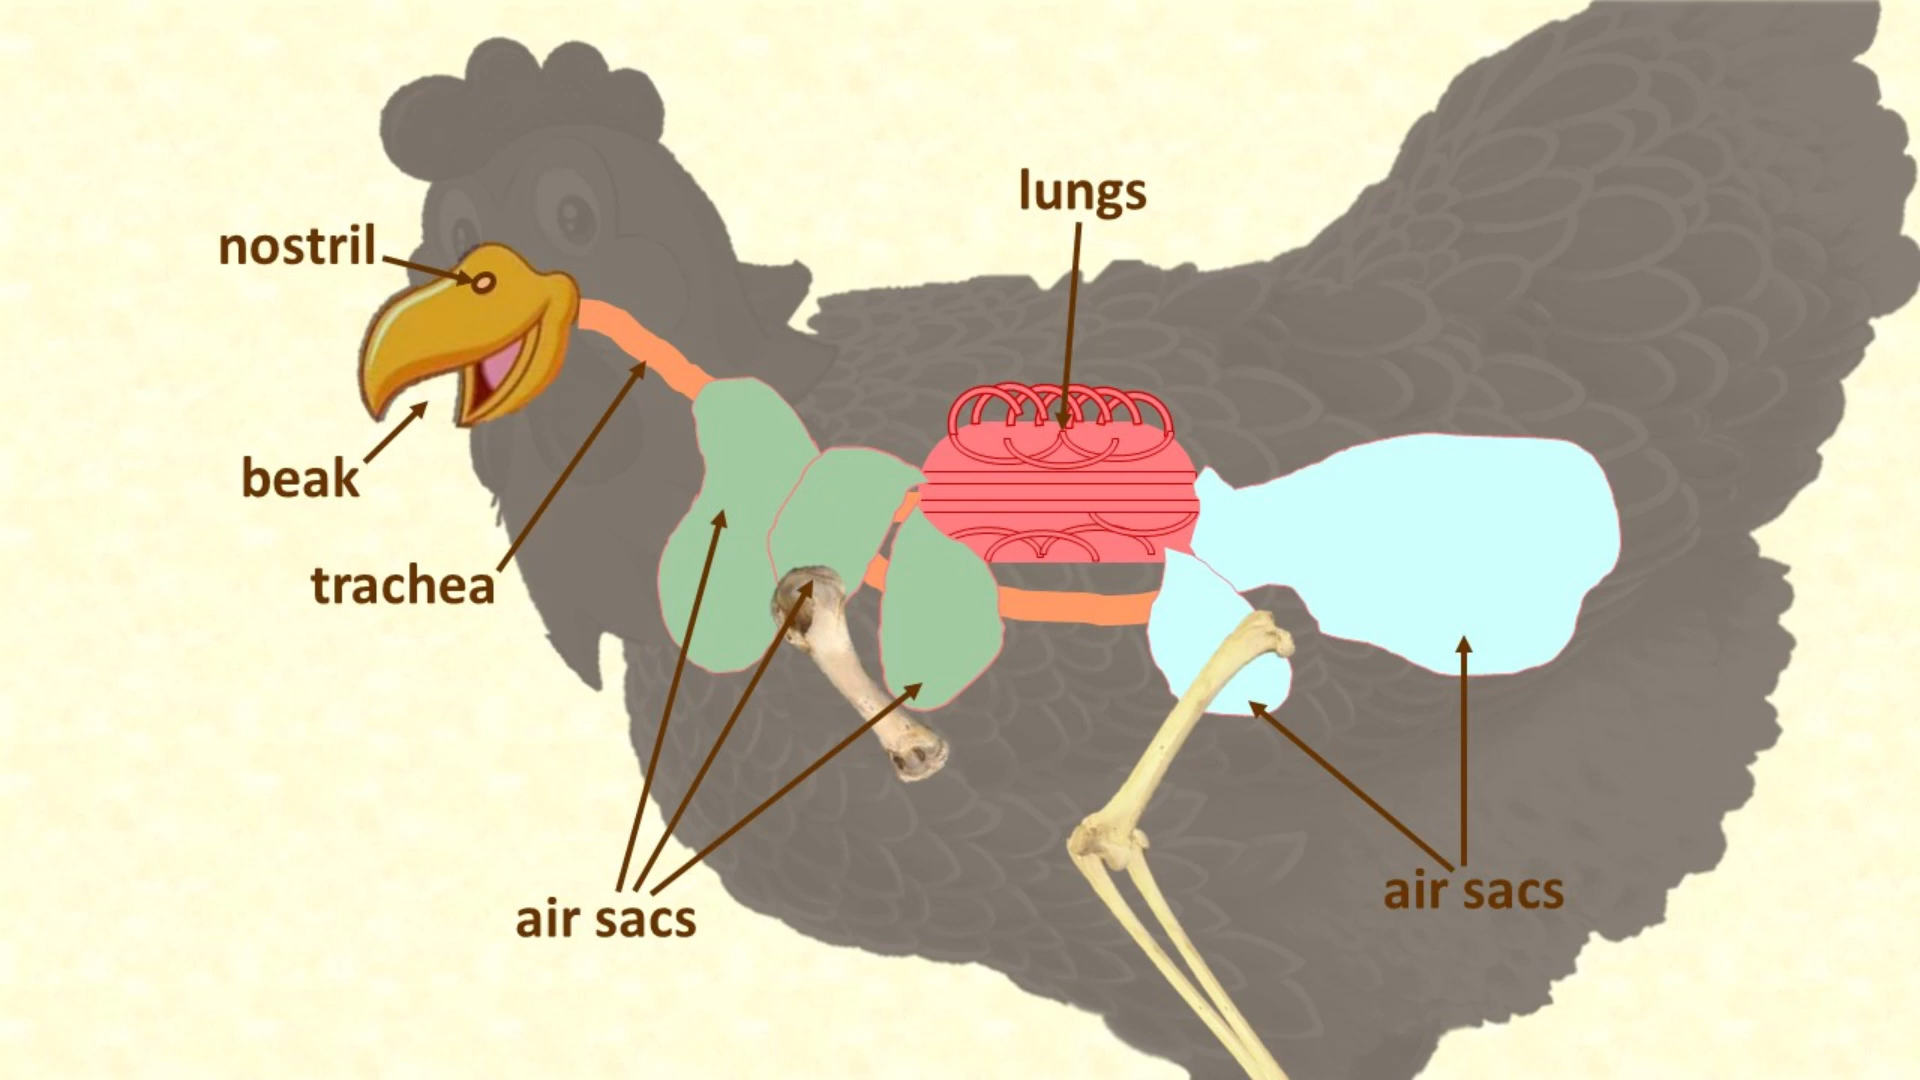 lungs
nostril
beak
trachea
air sacs
air sacs